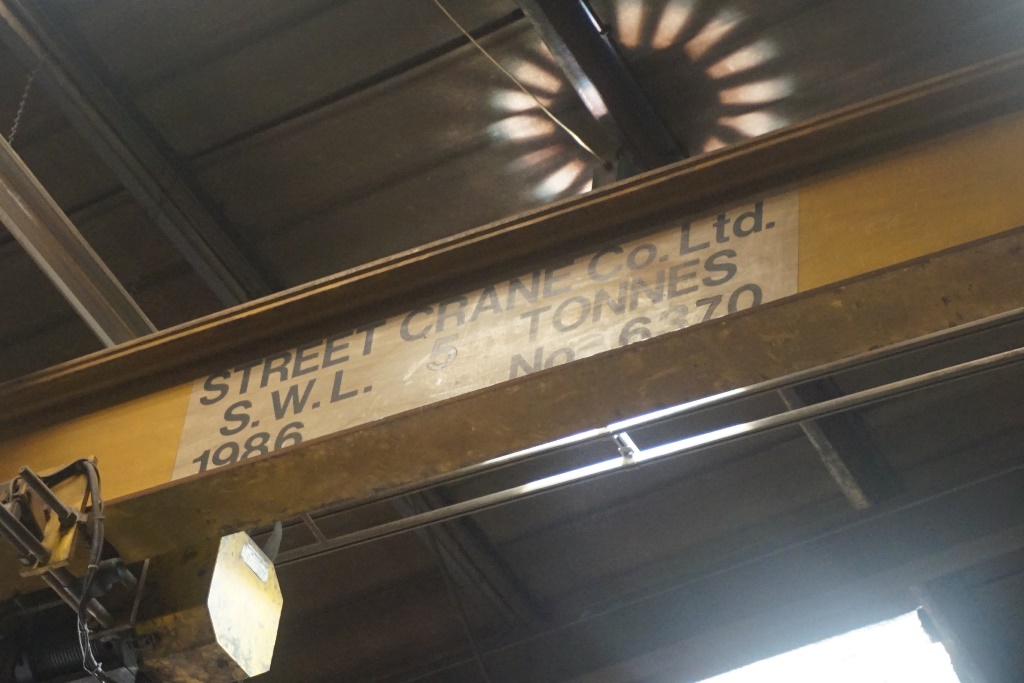 STREET CRANE Co. Ltd.
S.W.L. 5 TONNES
1986 No 6370